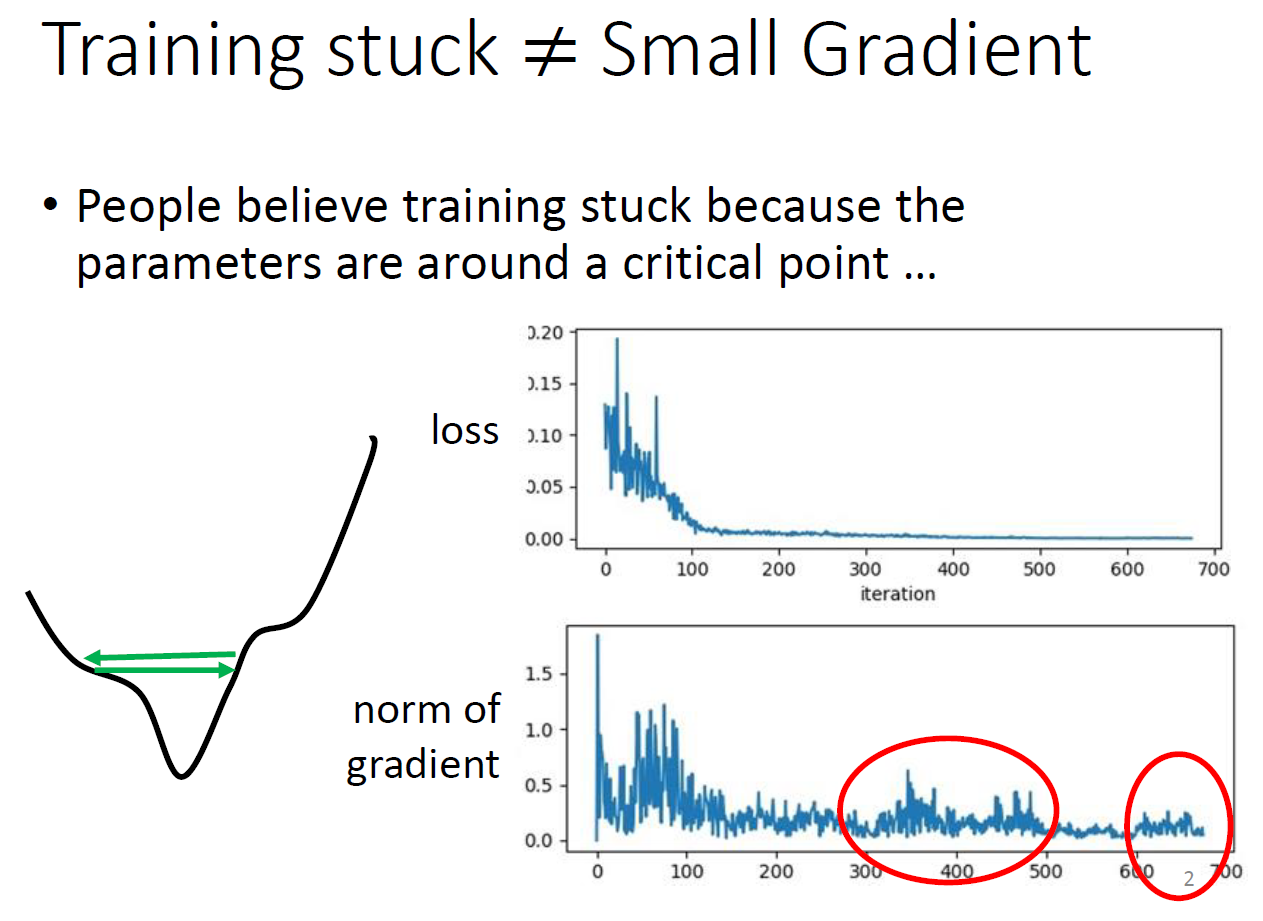 Training stuck ≠ Small Gradient
• People believe training stuck because the
parameters are around a critical point …
loss
0.20
0.15
0.10
0.05
0.00
0 100 200 300 400 500 600 700
iteration
norm of
gradient
1.5
1.0
0.5
0.0
0 100 200 300 400 500 600 700
2